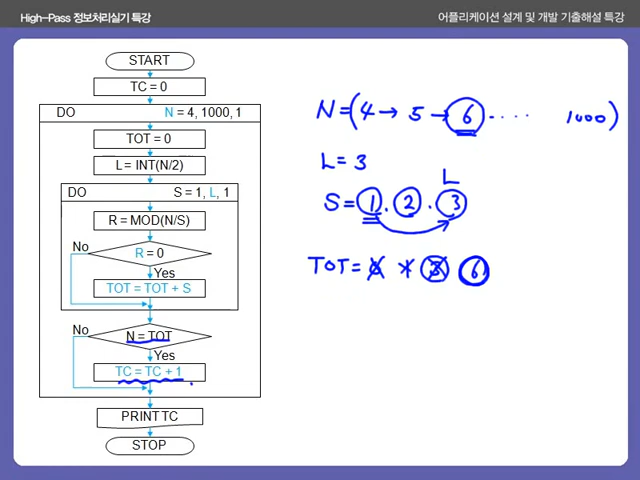 High-Pass 정보처리실기 특강
어플리케이션 설계 및 개발 기출해설 특강
START
TC = 0
DO N = 4, 1000, 1
TOT = 0
L = INT(N/2)
DO S = 1, L, 1
R = MOD(N/S)
No
R = 0
Yes
TOT = TOT + S
No
N = TOT
Yes
TC = TC + 1
PRINT TC
STOP
N = (4 → 5 → 6 .... 1000)
L = 3
L
S = 1 . 2 . 3
TOT = 0 1 3 6